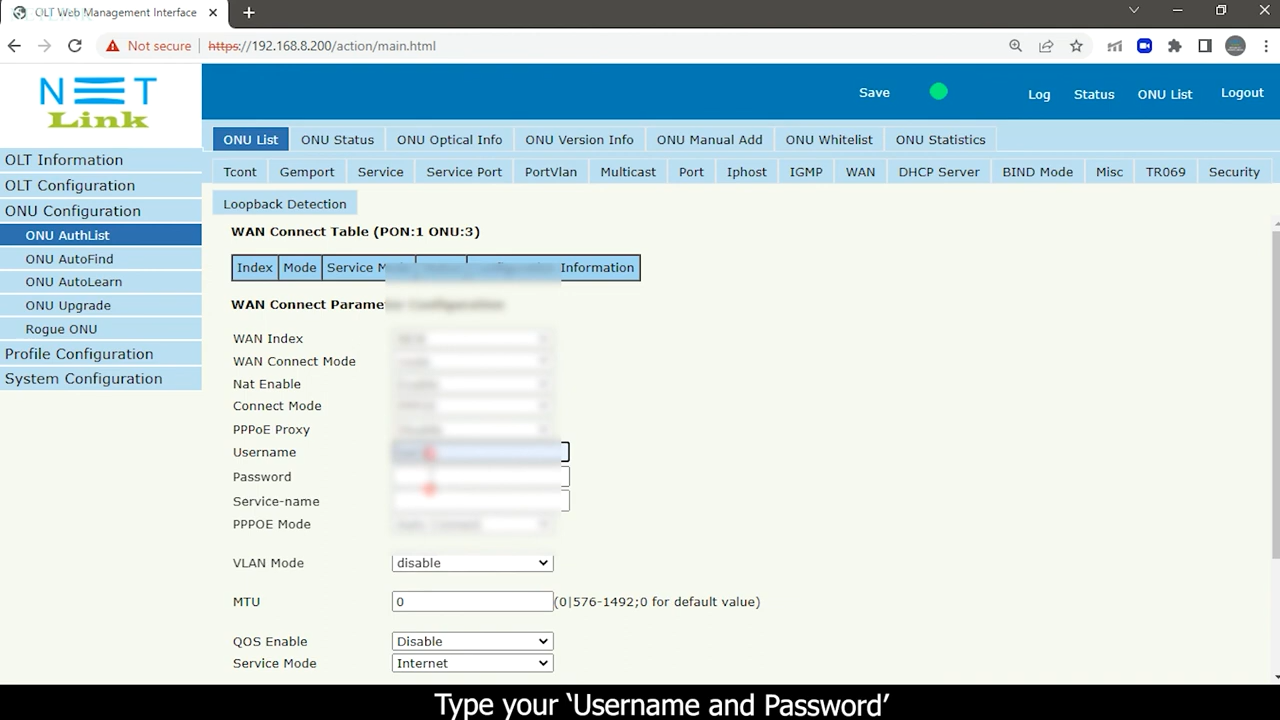 OLT Web Management Interface
Not secure https://192.168.8.200/action/main.html
NET
Link
Save Log Status ONU List Logout
ONU List ONU Status ONU Optical Info ONU Version Info ONU Manual Add ONU Whitelist ONU Statistics
Tcont Gemport Service Service Port PortVlan Multicast Port Iphost IGMP WAN DHCP Server BIND Mode Misc TR069 Security
Loopback Detection
OLT Information
OLT Configuration
ONU Configuration
ONU AuthList
ONU AutoFind
ONU AutoLearn
ONU Upgrade
Rogue ONU
Profile Configuration
System Configuration
WAN Connect Table (PON:1 ONU:3)
Index Mode Service Information
WAN Connect
WAN Index
WAN Connect Mode
Nat Enable
Connect Mode
PPPoE Proxy
Username
Password
Service-name
PPPOE Mode
VLAN Mode disable
MTU 0 (0|576-1492;0 for default value)
QOS Enable Disable
Service Mode Internet
Type your ‘Username and Password’